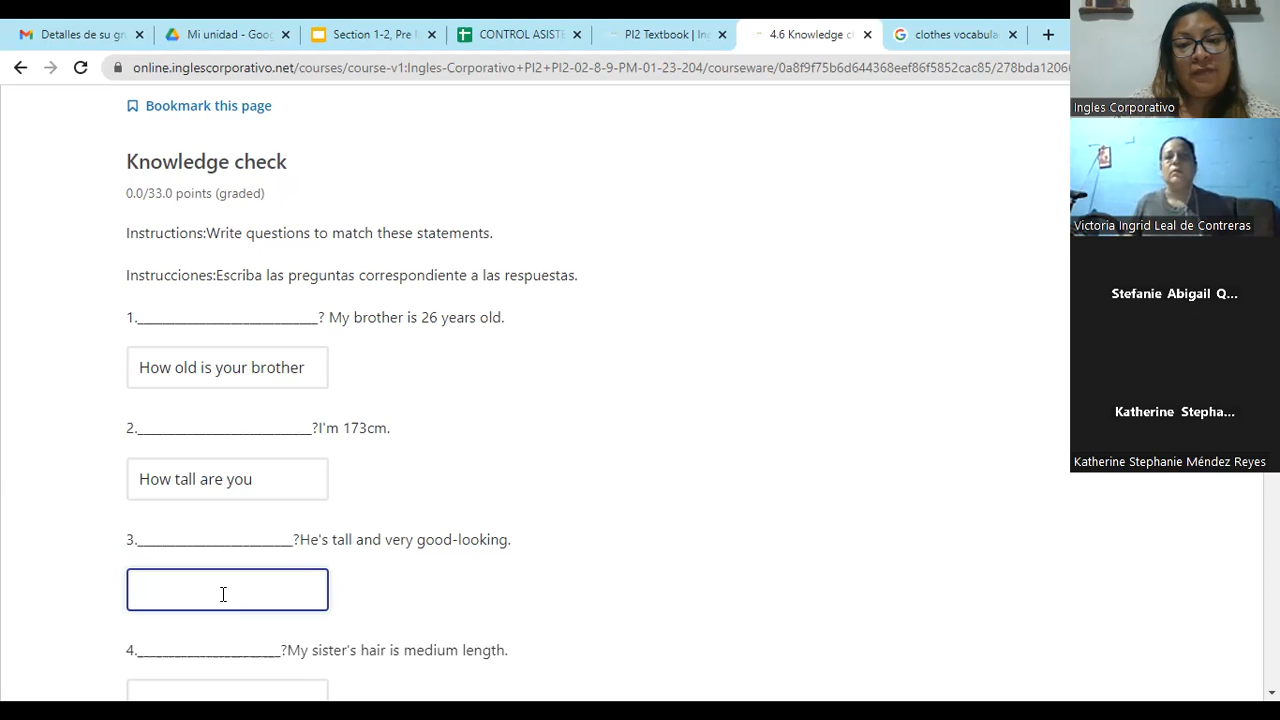 Detalles de su gr
Mi unidad - Goog
Section 1-2, Pre I
CONTROL ASISTE
PI2 Textbook | In
4.6 Knowledge c
clothes vocabula
online.inglescorporativo.net/courses/course-v1:Ingles-Corporativo+PI2+PI2-02-8-9-PM-01-23-204/courseware/0a8f9f75b6d644368eef86f5852cac85/278bda1206
Bookmark this page
Knowledge check
0.0/33.0 points (graded)
Instructions:Write questions to match these statements.
Instrucciones:Escriba las preguntas correspondiente a las respuestas.
1.__________________________? My brother is 26 years old.
How old is your brother
2._________________________?I'm 173cm.
How tall are you
3.______________________?He's tall and very good-looking.
4.____________________?My sister's hair is medium length.
Ingles Corporativo
Victoria Ingrid Leal de Contreras
Stefanie Abigail Q...
Katherine Stepha...
Katherine Stephanie Méndez Reyes